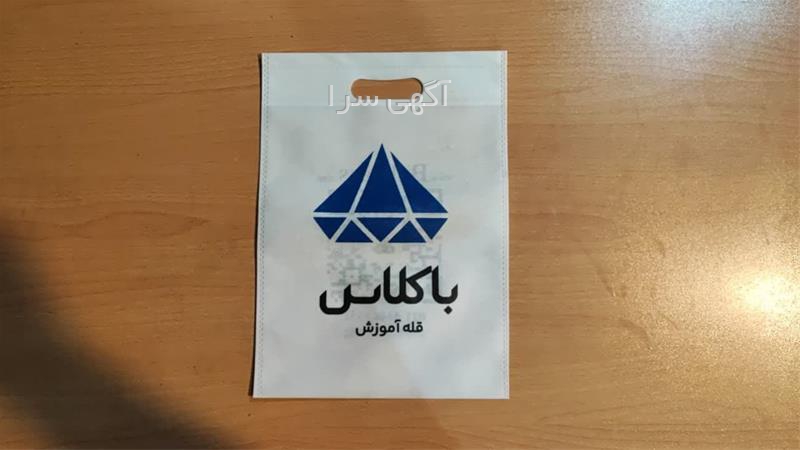 آگهی سرا
باکلاس
قله آموزش